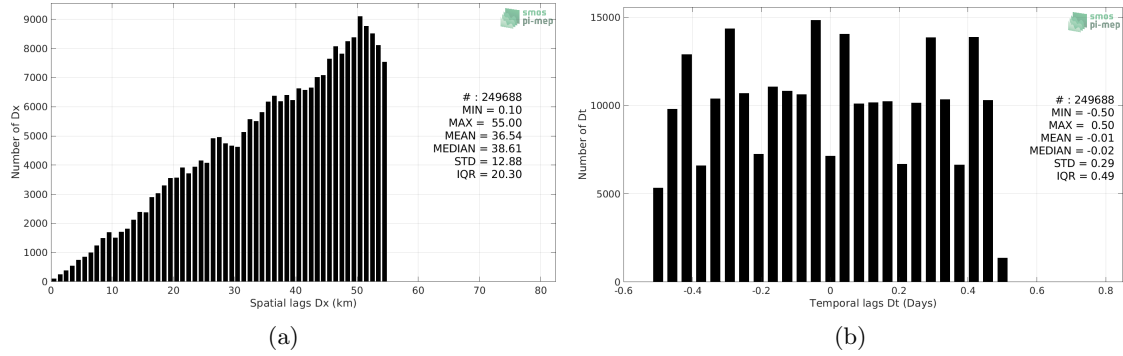 9000
8000
7000
6000
5000
4000
3000
2000
1000
0
Number of Dx
0 10 20 30 40 50 60 70 80
Spatial lags Dx (km)
smos
pi-mep
# : 249688
MIN = 0.10
MAX = 55.00
MEAN = 36.54
MEDIAN = 38.61
STD = 12.88
IQR = 20.30
(a)
15000
10000
5000
0
Number of Dt
-0.6 -0.4 -0.2 0 0.2 0.4 0.6 0.8
Temporal lags Dt (Days)
smos
pi-mep
# : 249688
MIN = -0.50
MAX = 0.50
MEAN = -0.01
MEDIAN = -0.02
STD = 0.29
IQR = 0.49
(b)